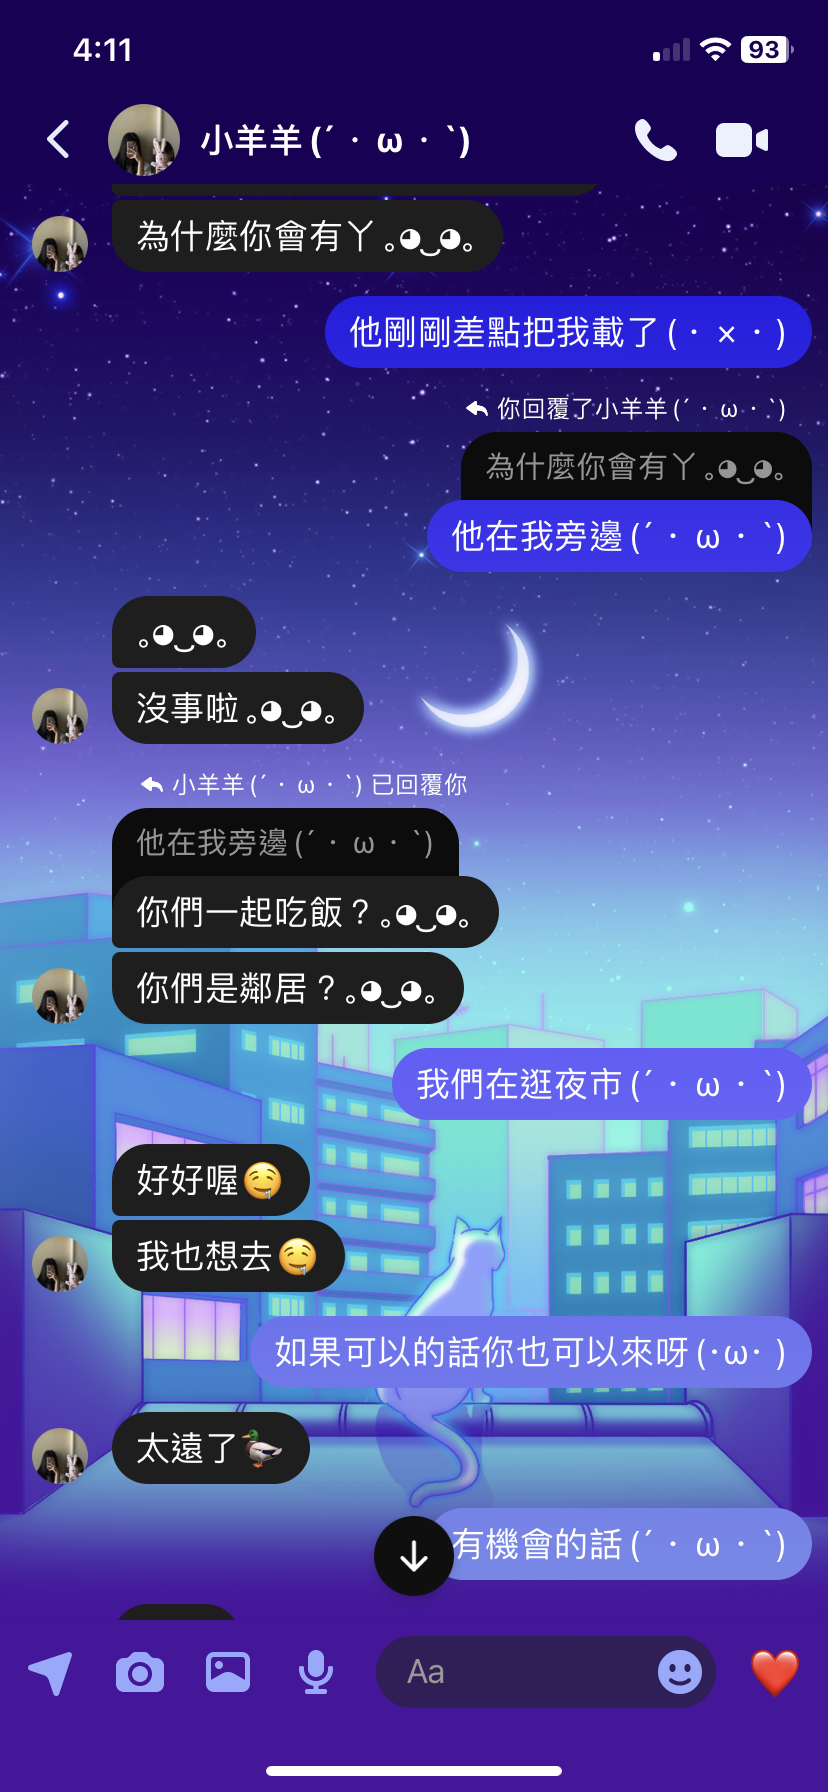 4:11
93
小羊羊 (´・ω・`)
為什麼你會有丫 ｡◕‿◕｡
他剛剛差點把我載了 (・×・)
你回覆了小羊羊 (´・ω・`)
為什麼你會有丫 ｡◕‿◕｡
他在我旁邊 (´・ω・`)
｡◕‿◕｡
沒事啦 ｡◕‿◕｡
小羊羊 (´・ω・`) 已回覆你
他在我旁邊 (´・ω・`)
你們一起吃飯？｡◕‿◕｡
你們是鄰居？｡◕‿◕｡
我們在逛夜市 (´・ω・`)
好好喔🤤
我也想去🤤
如果可以的話你也可以來呀 (･ω･ )
太遠了🦆
有機會的話 (´・ω・`)
Aa